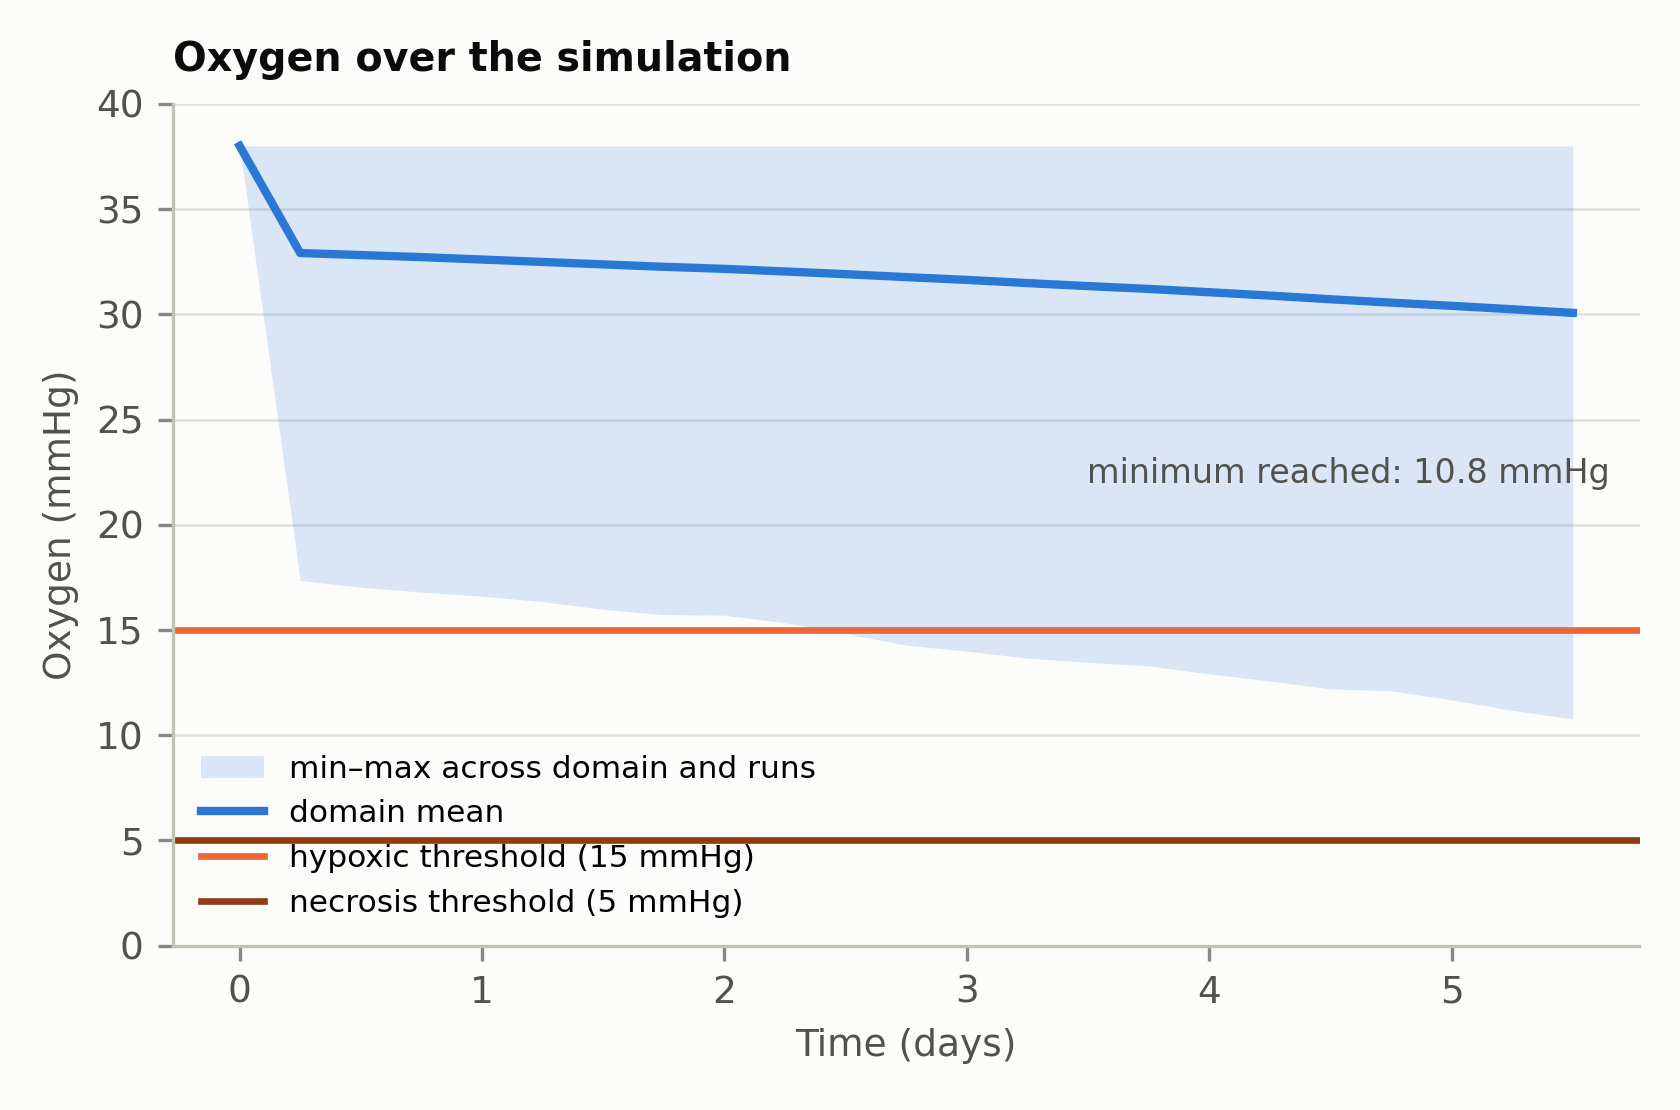 Oxygen over the simulation
40
35
30
25
20
15
10
5
0
Oxygen (mmHg)
minimum reached: 10.8 mmHg
min–max across domain and runs
domain mean
hypoxic threshold (15 mmHg)
necrosis threshold (5 mmHg)
0 1 2 3 4 5
Time (days)